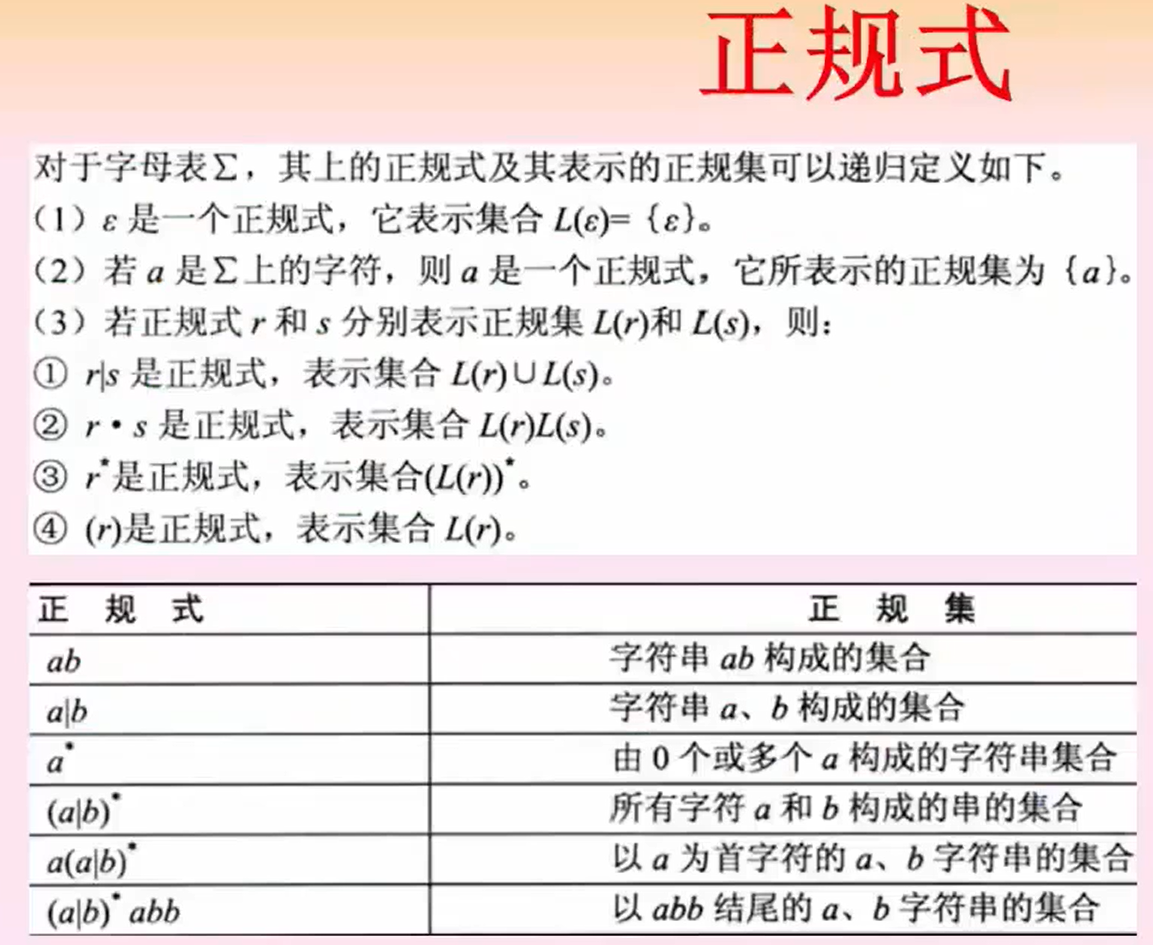 正规式
对于字母表∑，其上的正规式及其表示的正规集可以递归定义如下。
（1）ε 是一个正规式，它表示集合 L(ε)=｛ε｝。
（2）若 a 是∑上的字符，则 a 是一个正规式，它所表示的正规集为｛a｝。
（3）若正规式 r 和 s 分别表示正规集 L(r)和 L(s)，则：
① r|s 是正规式，表示集合 L(r)∪L(s)。
② r·s 是正规式，表示集合 L(r)L(s)。
③ r*是正规式，表示集合(L(r))*。
④ (r)是正规式，表示集合 L(r)。
正 规 式 正 规 集
ab 字符串 ab 构成的集合
a|b 字符串 a、b 构成的集合
a* 由 0 个或多个 a 构成的字符串集合
(a|b)* 所有字符 a 和 b 构成的串的集合
a(a|b)* 以 a 为首字符的 a、b 字符串的集合
(a|b)* abb 以 abb 结尾的 a、b 字符串的集合